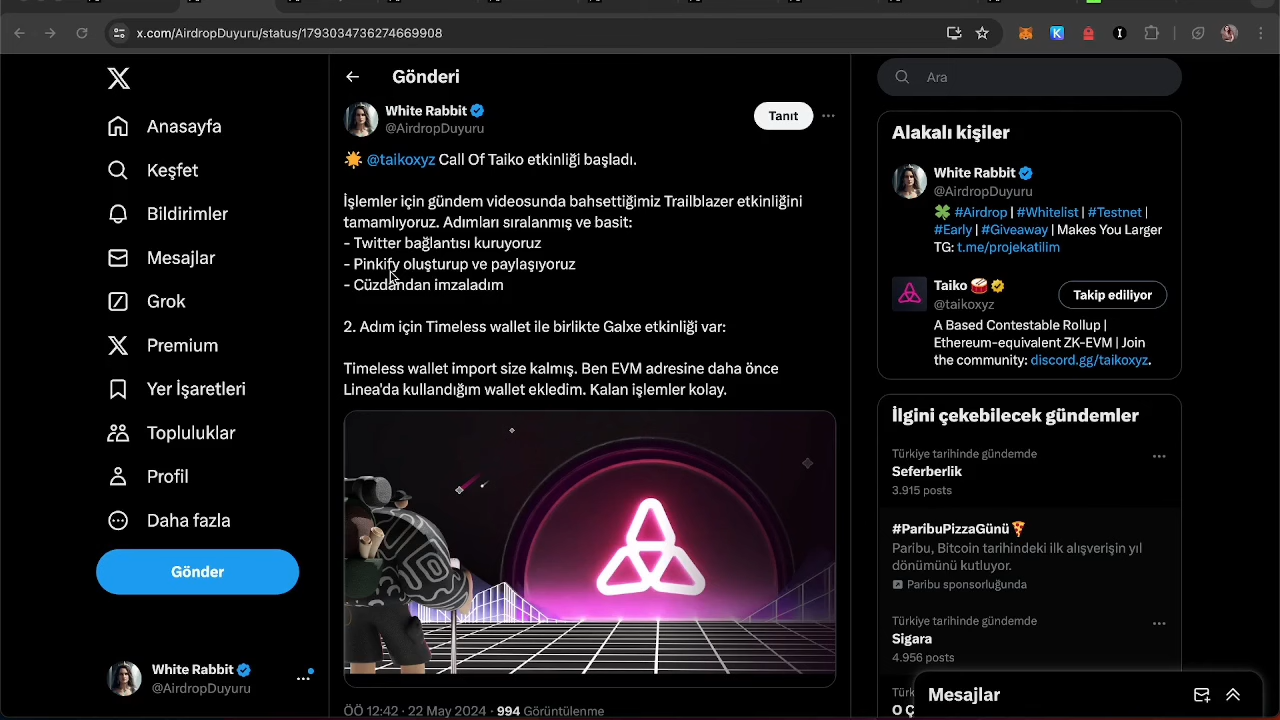 x.com/AirdropDuyuru/status/1793034736274669908
Anasayfa
Keşfet
Bildirimler
Mesajlar
Grok
Premium
Yer İşaretleri
Topluluklar
Profil
Daha fazla
Gönder
White Rabbit
@AirdropDuyuru
Gönderi
White Rabbit
@AirdropDuyuru
Tanıt
🌟 @taikoxyz Call Of Taiko etkinliği başladı.
İşlemler için gündem videosunda bahsettiğimiz Trailblazer etkinliğini
tamamlıyoruz. Adımları sıralanmış ve basit:
- Twitter bağlantısı kuruyoruz
- Pinkify oluşturup ve paylaşıyoruz
- Cüzdandan imzaladım
2. Adım için Timeless wallet ile birlikte Galxe etkinliği var:
Timeless wallet import size kalmış. Ben EVM adresine daha önce
Linea'da kullandığım wallet ekledim. Kalan işlemler kolay.
ÖÖ 12:42 · 22 May 2024 · 994 Görüntülenme
Ara
Alakalı kişiler
White Rabbit
@AirdropDuyuru
🍀 #Airdrop | #Whitelist | #Testnet |
#Early | #Giveaway | Makes You Larger
TG: t.me/projekatilim
Taiko 🥁
@taikoxyz
Takip ediliyor
A Based Contestable Rollup |
Ethereum-equivalent ZK-EVM | Join
the community: discord.gg/taikoxyz.
İlgini çekebilecek gündemler
Türkiye tarihinde gündemde
Seferberlik
3.915 posts
#ParibuPizzaGünü🍕
Paribu, Bitcoin tarihindeki ilk alışverişin yıl
dönümünü kutluyor.
Paribu sponsorluğunda
Türkiye tarihinde gündemde
Sigara
4.956 posts
Mesajlar